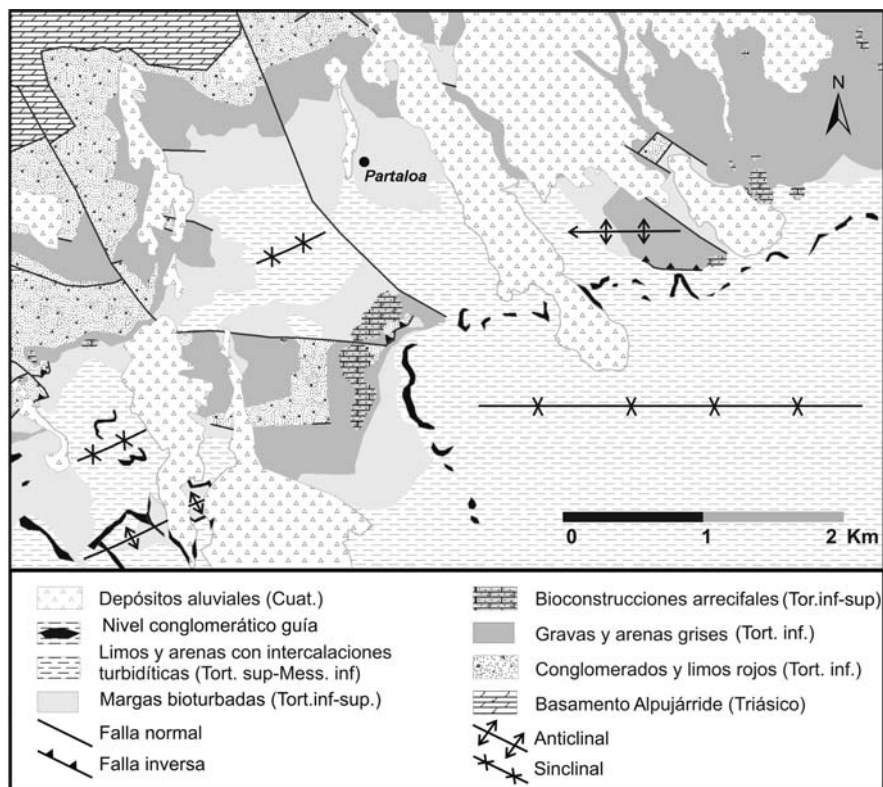 N
Partaloa
0 1 2 Km
Depósitos aluviales (Cuat.)
Nivel conglomerático guía
Limos y arenas con intercalaciones
turbidíticas (Tort. sup-Mess. inf)
Margas bioturbadas (Tort.inf-sup.)
Falla normal
Falla inversa
Bioconstrucciones arrecifales (Tor.inf-sup)
Gravas y arenas grises (Tort. inf.)
Conglomerados y limos rojos (Tort. inf.)
Basamento Alpujárride (Triásico)
Anticlinal
Sinclinal